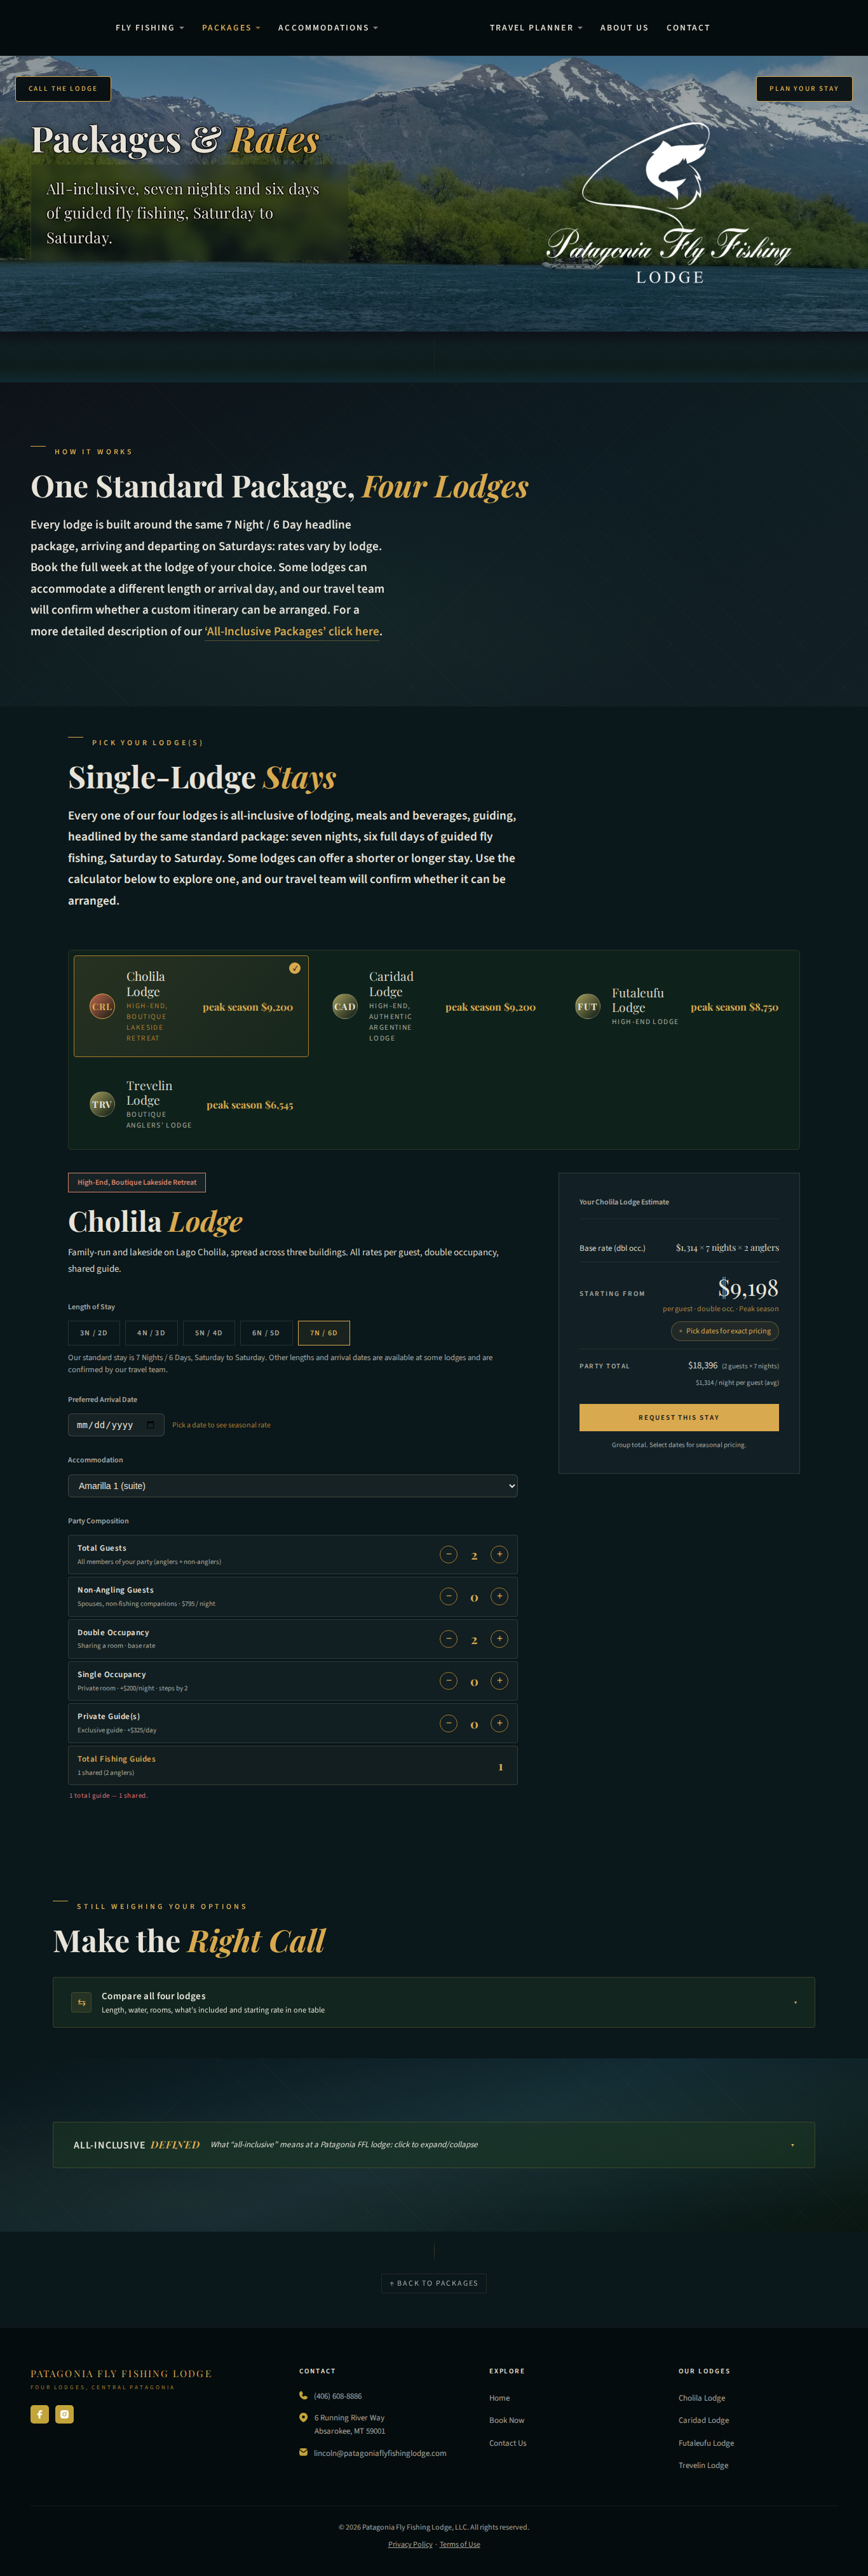 FLY FISHING
PACKAGES
ACCOMMODATIONS
TRAVEL PLANNER
ABOUT US
CONTACT
CALL THE LODGE
PLAN YOUR STAY
Packages & Rates
All-inclusive, seven nights and six days
of guided fly fishing, Saturday to
Saturday.
Patagonia Fly Fishing
LODGE
HOW IT WORKS
One Standard Package, Four Lodges
Every lodge is built around the same 7 Night / 6 Day headline
package, arriving and departing on Saturdays: rates vary by lodge.
Book the full week at the lodge of your choice. Some lodges can
accommodate a different length or arrival day, and our travel team
will confirm whether a custom itinerary can be arranged. For a
more detailed description of our ‘All-Inclusive Packages’ click here.
PICK YOUR LODGE(S)
Single-Lodge Stays
Every one of our four lodges is all-inclusive of lodging, meals and beverages, guiding,
headlined by the same standard package: seven nights, six full days of guided fly
fishing, Saturday to Saturday. Some lodges can offer a shorter or longer stay. Use the
calculator below to explore one, and our travel team will confirm whether it can be
arranged.
CRL
Cholila
Lodge
HIGH-END,
BOUTIQUE
LAKESIDE
RETREAT
peak season $9,200
✓
CAD
Caridad
Lodge
HIGH-END,
AUTHENTIC
ARGENTINE
LODGE
peak season $9,200
FUT
Futaleufu
Lodge
HIGH-END LODGE
peak season $8,750
TRV
Trevelin
Lodge
BOUTIQUE
ANGLERS' LODGE
peak season $6,545
High-End, Boutique Lakeside Retreat
Cholila Lodge
Family-run and lakeside on Lago Cholila, spread across three buildings. All rates per guest, double occupancy,
shared guide.
Length of Stay
3N / 2D
4N / 3D
5N / 4D
6N / 5D
7N / 6D
Our standard stay is 7 Nights / 6 Days, Saturday to Saturday. Other lengths and arrival dates are available at some lodges and are
confirmed by our travel team.
Preferred Arrival Date
mm/dd/yyyy
Pick a date to see seasonal rate
Accommodation
Amarilla 1 (suite)
Party Composition
Total Guests
All members of your party (anglers + non-anglers)
− 2 +
Non-Angling Guests
Spouses, non-fishing companions · $795 / night
− 0 +
Double Occupancy
Sharing a room · base rate
− 2 +
Single Occupancy
Private room · +$200/night · steps by 2
− 0 +
Private Guide(s)
Exclusive guide · +$325/day
− 0 +
Total Fishing Guides
1 shared (2 anglers)
1
1 total guide — 1 shared.
Your Cholila Lodge Estimate
Base rate (dbl occ.)
$1,314 × 7 nights × 2 anglers
STARTING FROM
$9,198
per guest · double occ. · Peak season
Pick dates for exact pricing
PARTY TOTAL
$18,396 (2 guests × 7 nights)
$1,314 / night per guest (avg)
REQUEST THIS STAY
Group total. Select dates for seasonal pricing.
STILL WEIGHING YOUR OPTIONS
Make the Right Call
⇆
Compare all four lodges
Length, water, rooms, what's included and starting rate in one table
ALL-INCLUSIVE DEFINED What “all-inclusive” means at a Patagonia FFL lodge: click to expand/collapse
↑ BACK TO PACKAGES
PATAGONIA FLY FISHING LODGE
FOUR LODGES, CENTRAL PATAGONIA
CONTACT
(406) 608-8886
6 Running River Way
Absarokee, MT 59001
lincoln@patagoniaflyfishinglodge.com
EXPLORE
Home
Book Now
Contact Us
OUR LODGES
Cholila Lodge
Caridad Lodge
Futaleufu Lodge
Trevelin Lodge
© 2026 Patagonia Fly Fishing Lodge, LLC. All rights reserved.
Privacy Policy · Terms of Use